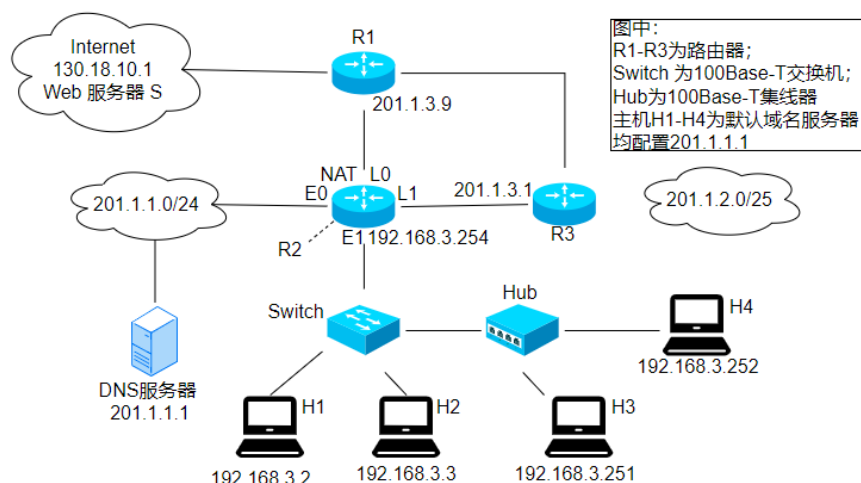 Internet
130.18.10.1
Web 服务器 S
R1
201.1.3.9
图中：
R1-R3为路由器；
Switch 为100Base-T交换机；
Hub为100Base-T集线器
主机H1-H4为默认域名服务器
均配置201.1.1.1
201.1.1.0/24
NAT L0
E0
L1
201.1.3.1
R3
201.1.2.0/25
R2
E1 192.168.3.254
Switch
Hub
H4
192.168.3.252
DNS服务器
201.1.1.1
H1
192.168.3.2
H2
192.168.3.3
H3
192.168.3.251